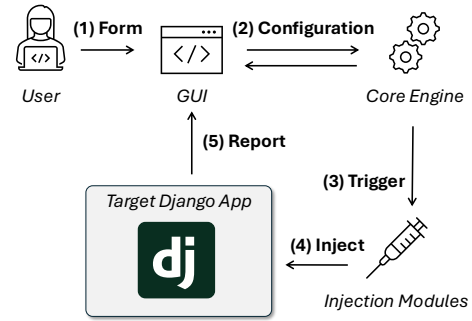 (1) Form
(2) Configuration
</>
</>
User
GUI
Core Engine
(5) Report
(3) Trigger
Target Django App
dj
(4) Inject
Injection Modules